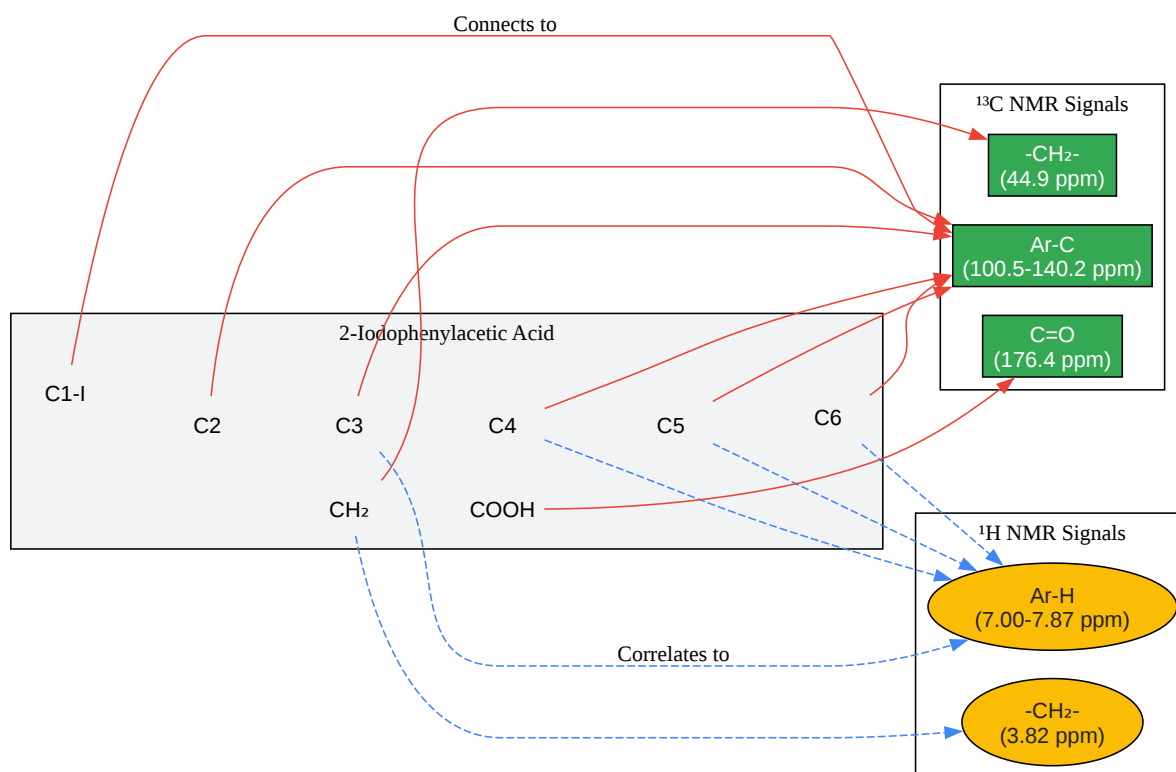 Connects to
¹³C NMR Signals
-CH₂-
(44.9 ppm)
Ar-C
(100.5-140.2 ppm)
C=O
(176.4 ppm)
2-Iodophenylacetic Acid
C1-I
C2
C3
C4
C5
C6
CH₂
COOH
¹H NMR Signals
Ar-H
(7.00-7.87 ppm)
Correlates to
-CH₂-
(3.82 ppm)